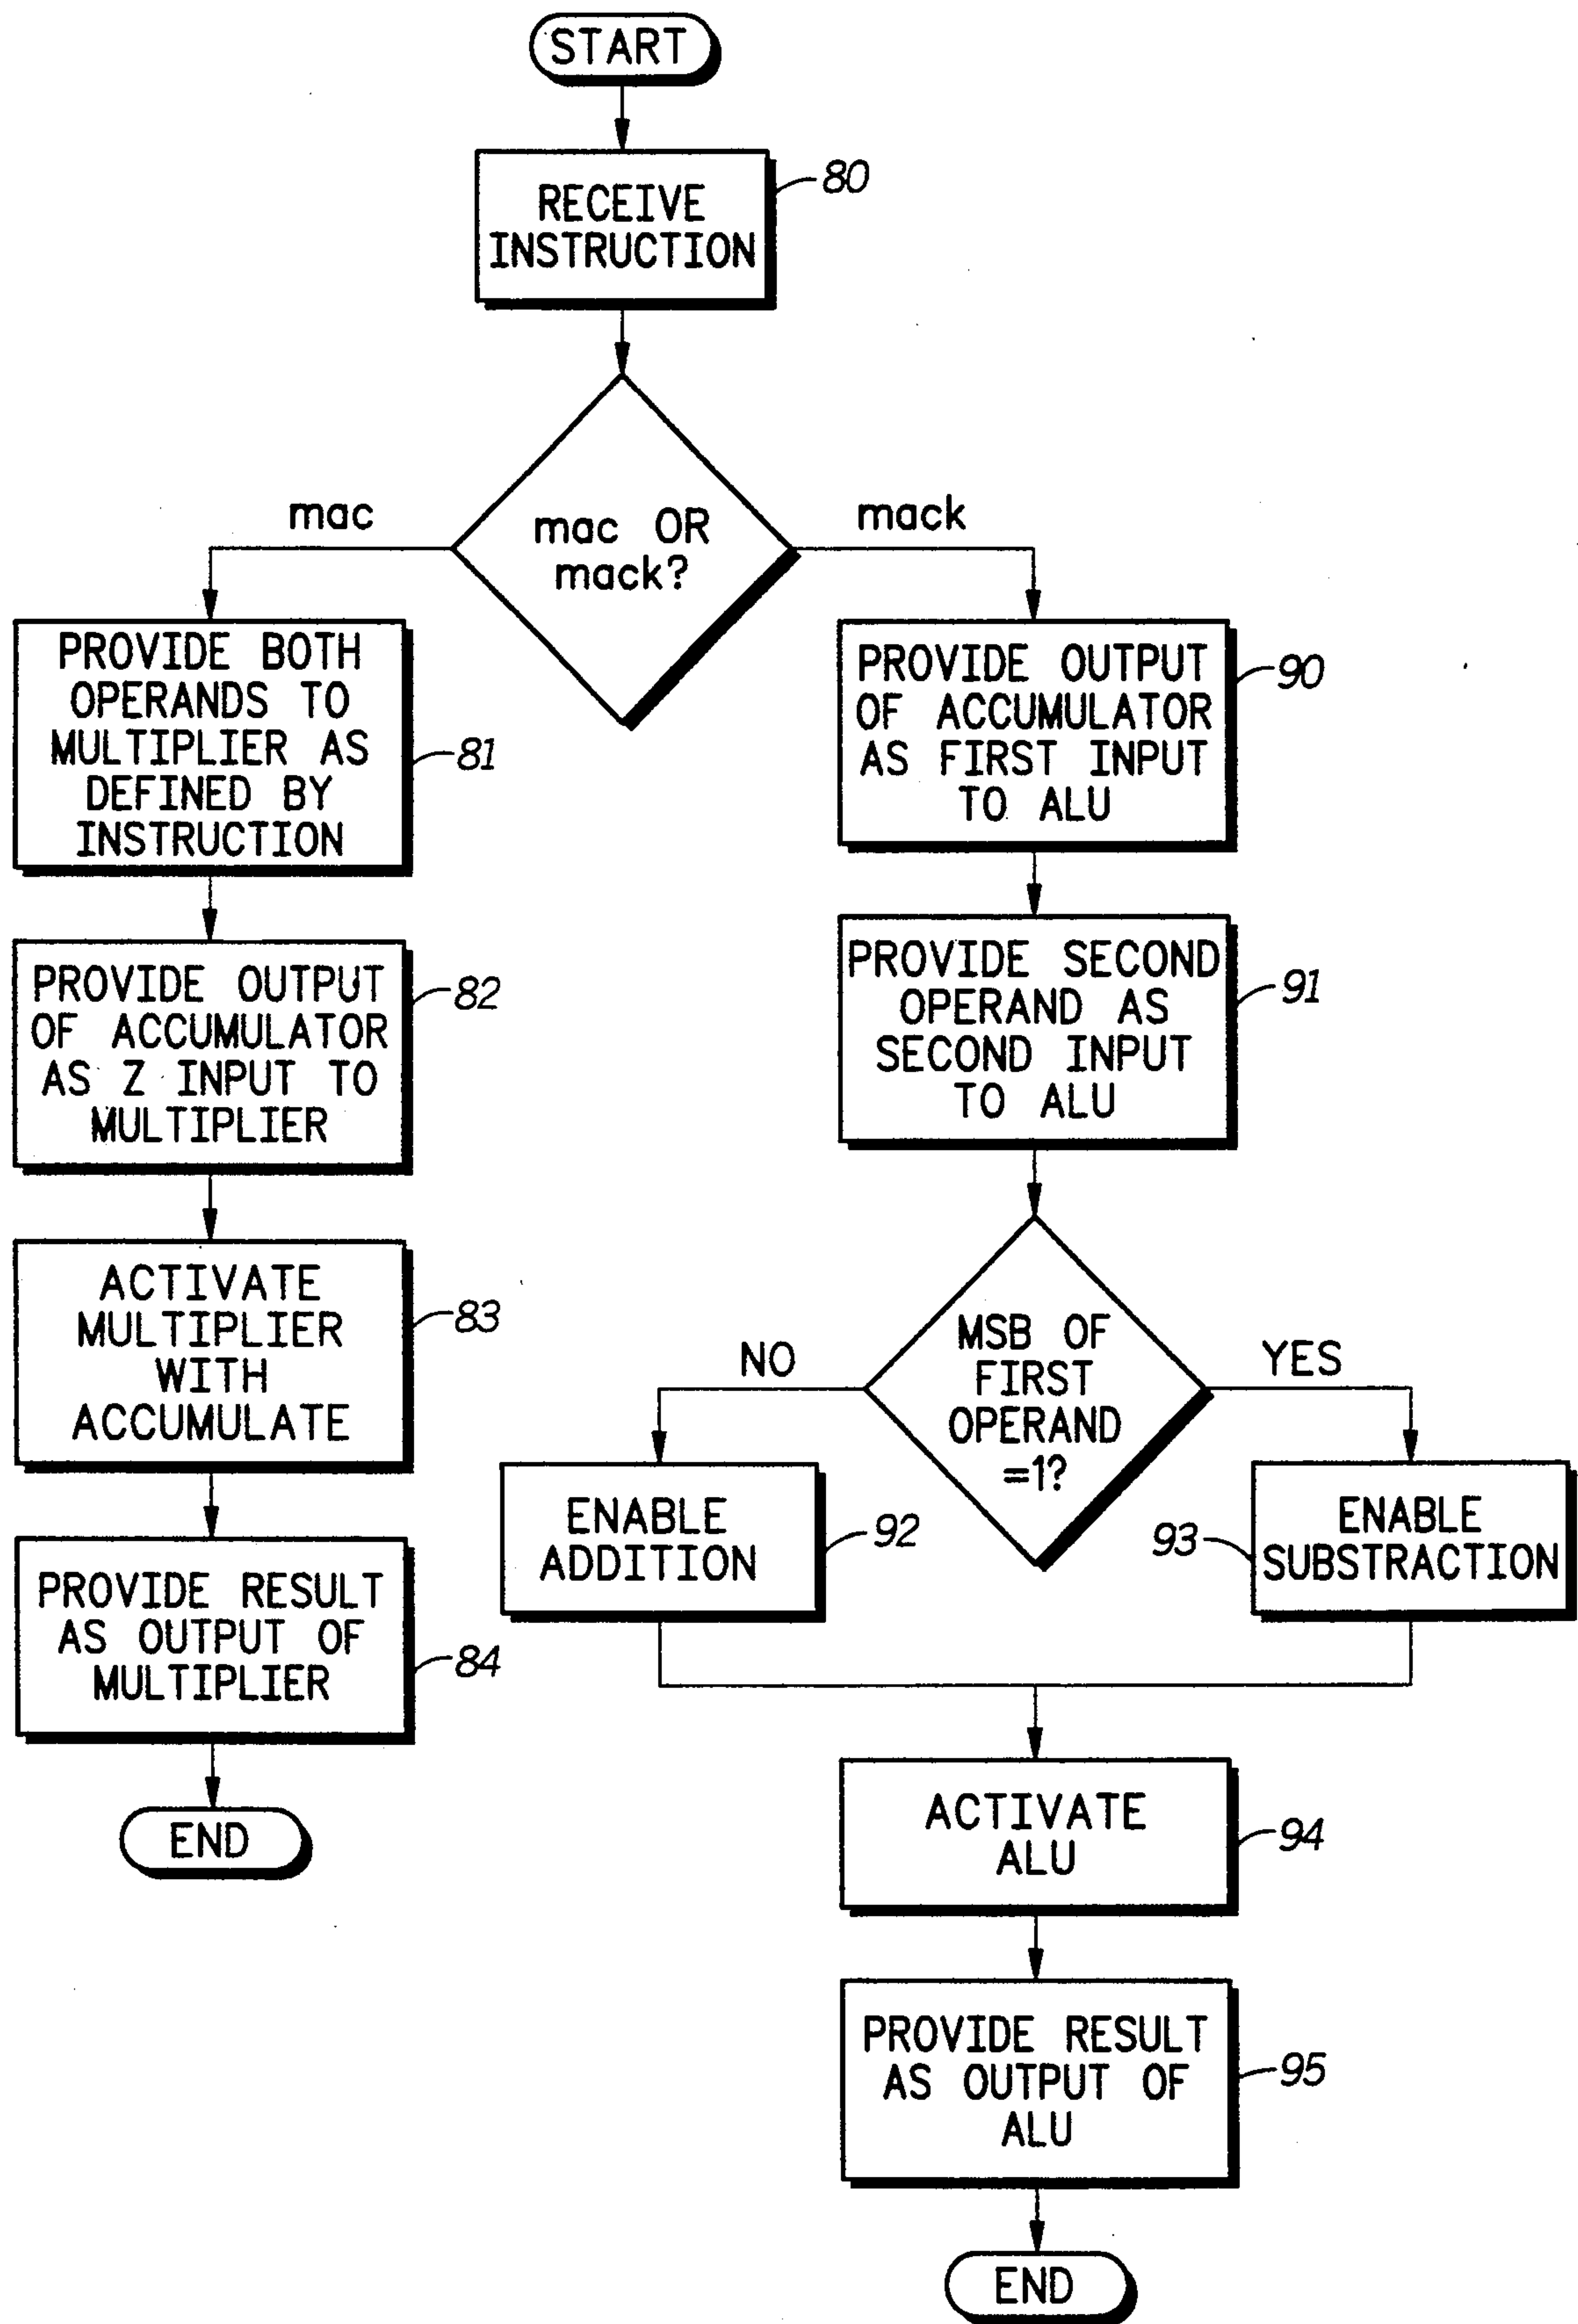 START
RECEIVE
INSTRUCTION
80
mac OR
mack?
mac
mack
PROVIDE BOTH
OPERANDS TO
MULTIPLIER AS
DEFINED BY
INSTRUCTION
81
PROVIDE OUTPUT
OF ACCUMULATOR
AS Z INPUT TO
MULTIPLIER
82
ACTIVATE
MULTIPLIER
WITH
ACCUMULATE
83
PROVIDE RESULT
AS OUTPUT OF
MULTIPLIER
84
END
PROVIDE OUTPUT
OF ACCUMULATOR
AS FIRST INPUT
TO ALU
90
PROVIDE SECOND
OPERAND AS
SECOND INPUT
TO ALU
91
MSB OF
FIRST
OPERAND
=1?
NO
YES
ENABLE
ADDITION
92
93
ENABLE
SUBSTRACTION
ACTIVATE
ALU
94
PROVIDE RESULT
AS OUTPUT OF
ALU
95
END